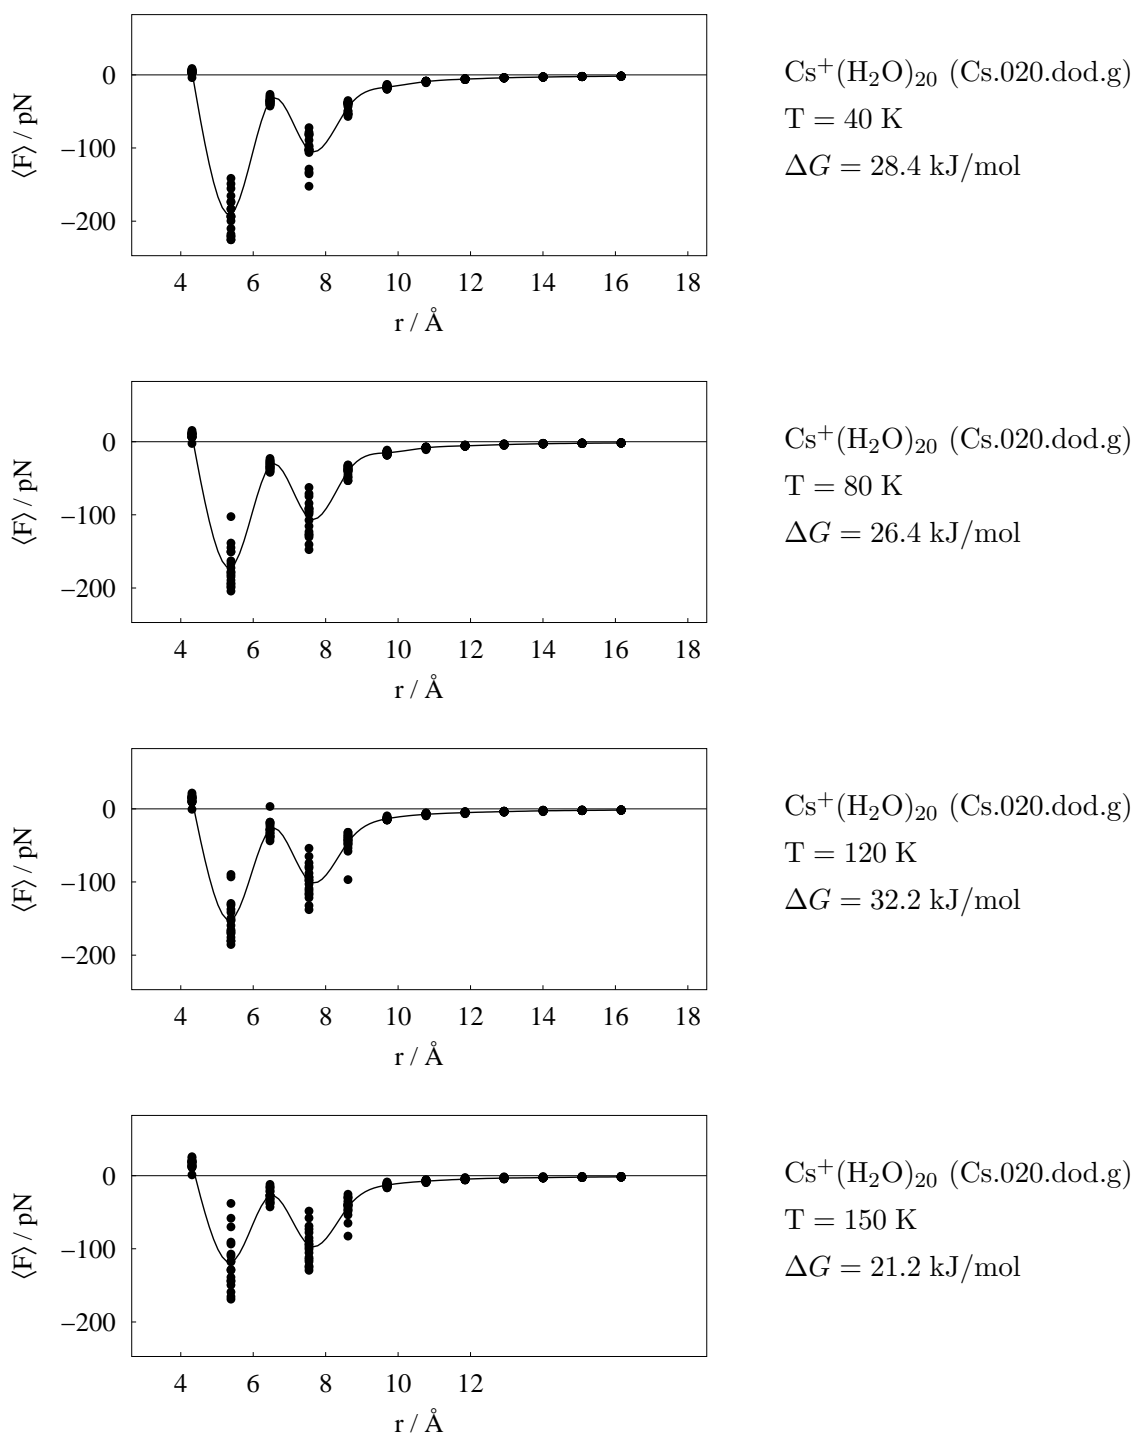 0
−100
−200
⟨F⟩ / pN
4 6 8 10 12 14 16 18
r / Å
Cs⁺(H₂O)₂₀ (Cs.020.dod.g)
T = 40 K
ΔG = 28.4 kJ/mol
0
−100
−200
⟨F⟩ / pN
4 6 8 10 12 14 16 18
r / Å
Cs⁺(H₂O)₂₀ (Cs.020.dod.g)
T = 80 K
ΔG = 26.4 kJ/mol
0
−100
−200
⟨F⟩ / pN
4 6 8 10 12 14 16 18
r / Å
Cs⁺(H₂O)₂₀ (Cs.020.dod.g)
T = 120 K
ΔG = 32.2 kJ/mol
0
−100
−200
⟨F⟩ / pN
4 6 8 10 12
r / Å
Cs⁺(H₂O)₂₀ (Cs.020.dod.g)
T = 150 K
ΔG = 21.2 kJ/mol